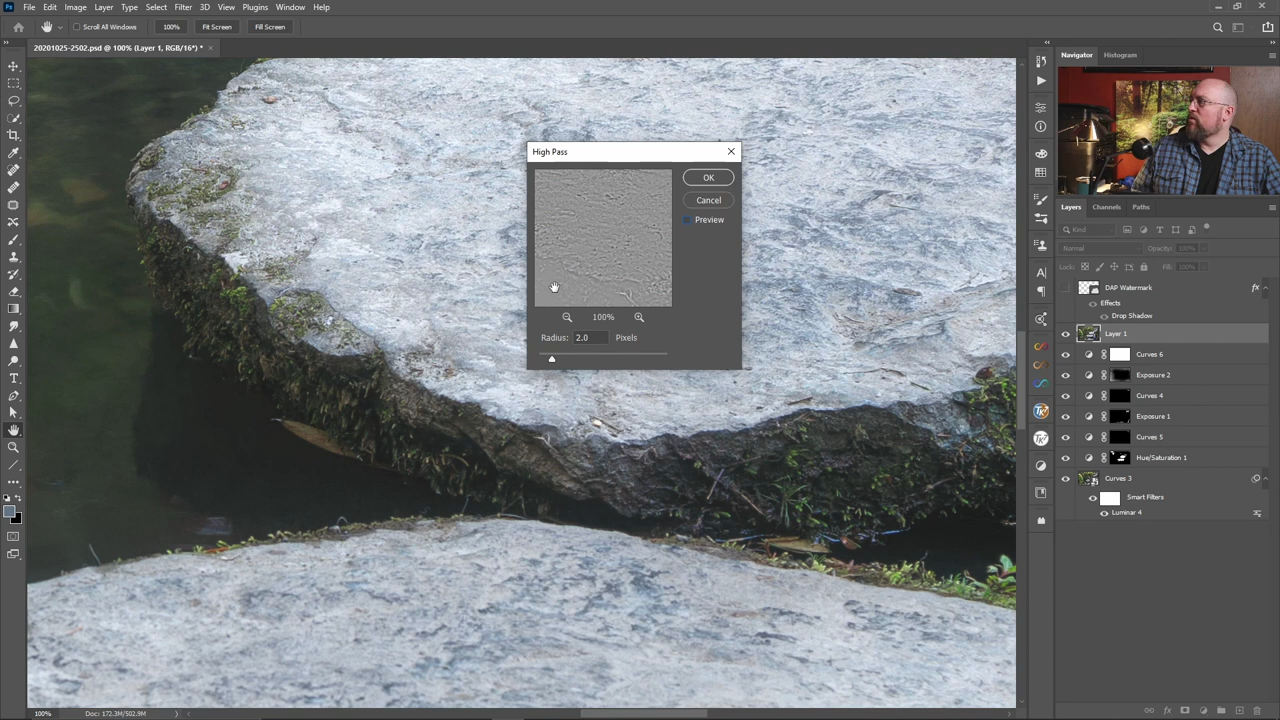 Ps File Edit Image Layer Type Select Filter 3D View Plugins Window Help
Scroll All Windows 100% Fit Screen Fill Screen
20201025-2502.psd @ 100% (Layer 1, RGB/16*) *
Navigator Histogram
High Pass
OK
Cancel
Preview
100%
Radius: 2.0 Pixels
Layers Channels Paths
Kind
Normal Opacity: 100%
Lock: Fill: 100%
DAP Watermark fx
Effects
Drop Shadow
Layer 1
Curves 6
Exposure 2
Curves 4
Exposure 1
Curves 5
Hue/Saturation 1
Curves 3
Smart Filters
Luminar 4
100% Doc: 172.3M/502.9M